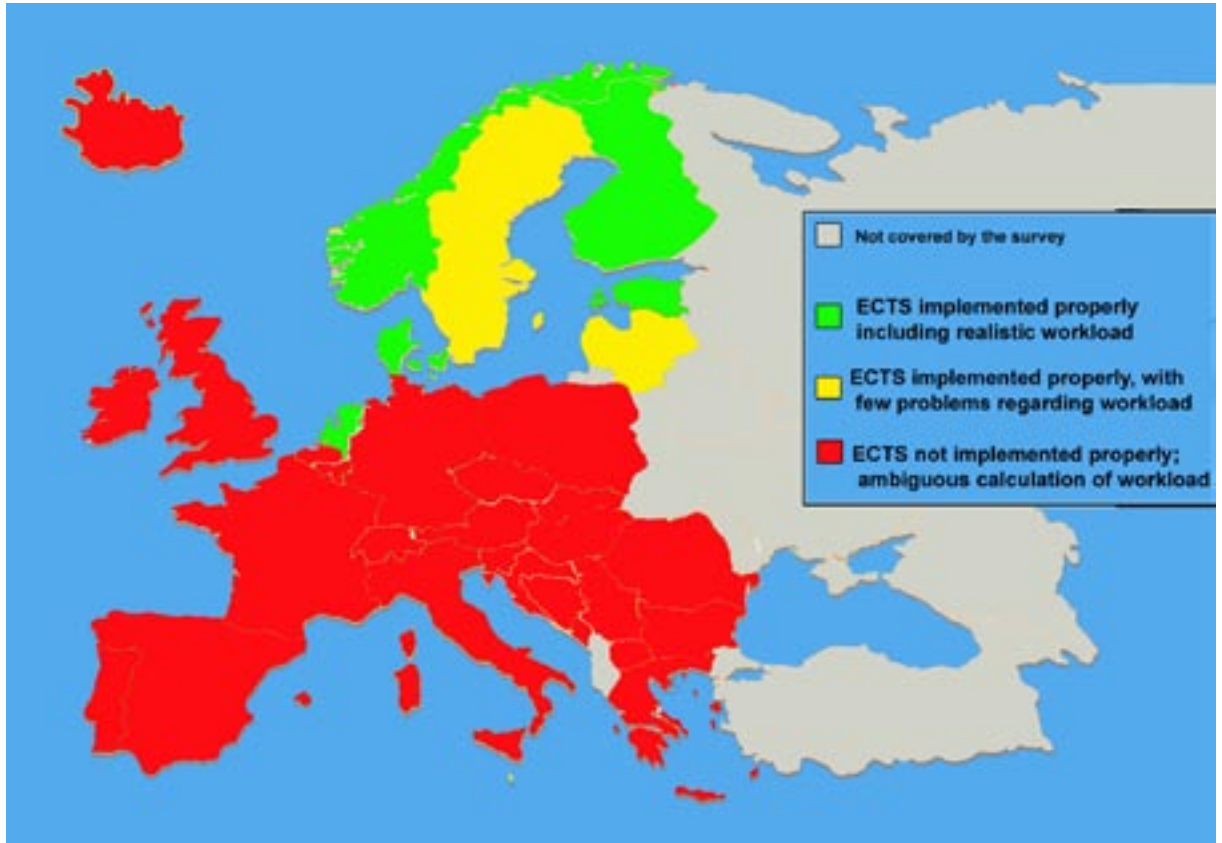 Not covered by the survey
ECTS implemented properly
including realistic workload
ECTS implemented properly, with
few problems regarding workload
ECTS not implemented properly;
ambiguous calculation of workload